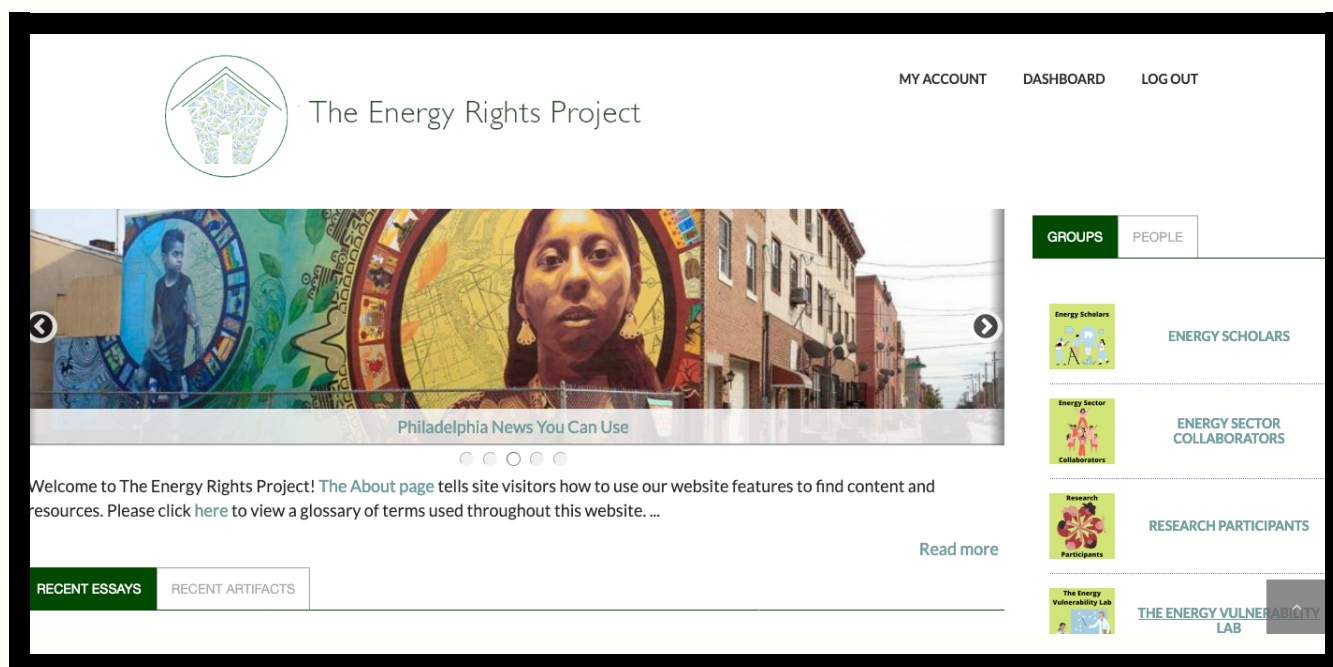 MY ACCOUNT DASHBOARD LOG OUT
The Energy Rights Project
GROUPS PEOPLE
Energy Scholars
ENERGY SCHOLARS
Energy Sector
Collaborators
ENERGY SECTOR
COLLABORATORS
Research
Participants
RESEARCH PARTICIPANTS
The Energy
Vulnerability Lab
THE ENERGY VULNERABILITY
LAB
Philadelphia News You Can Use
Welcome to The Energy Rights Project! The About page tells site visitors how to use our website features to find content and
resources. Please click here to view a glossary of terms used throughout this website. ...
Read more
RECENT ESSAYS RECENT ARTIFACTS